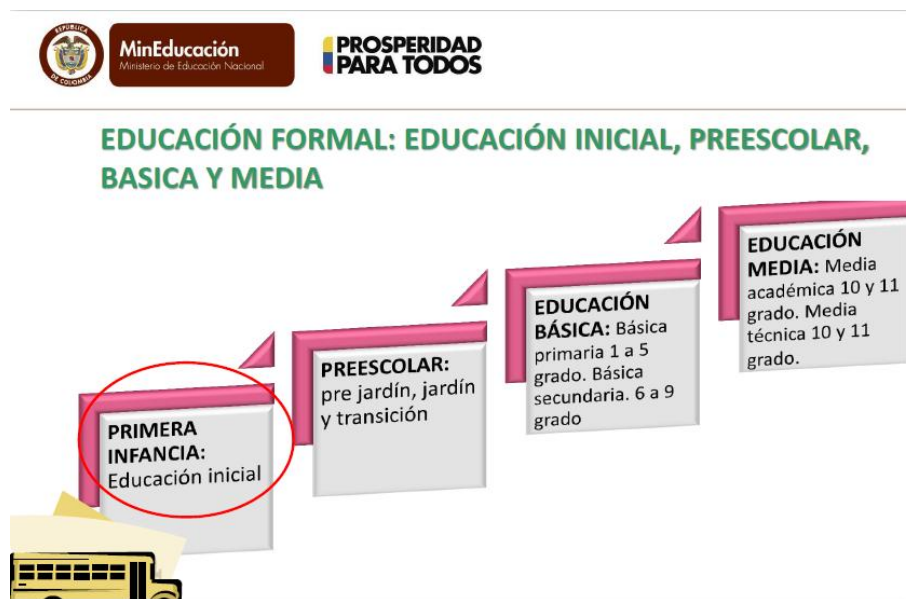 REPUBLICA
DE COLOMBIA
MinEducación
Ministerio de Educación Nacional
PROSPERIDAD
PARA TODOS
EDUCACIÓN FORMAL: EDUCACIÓN INICIAL, PREESCOLAR,
BASICA Y MEDIA
PRIMERA
INFANCIA:
Educación inicial
PREESCOLAR:
pre jardín, jardín
y transición
EDUCACIÓN
BÁSICA: Básica
primaria 1 a 5
grado. Básica
secundaria. 6 a 9
grado
EDUCACIÓN
MEDIA: Media
académica 10 y 11
grado. Media
técnica 10 y 11
grado.